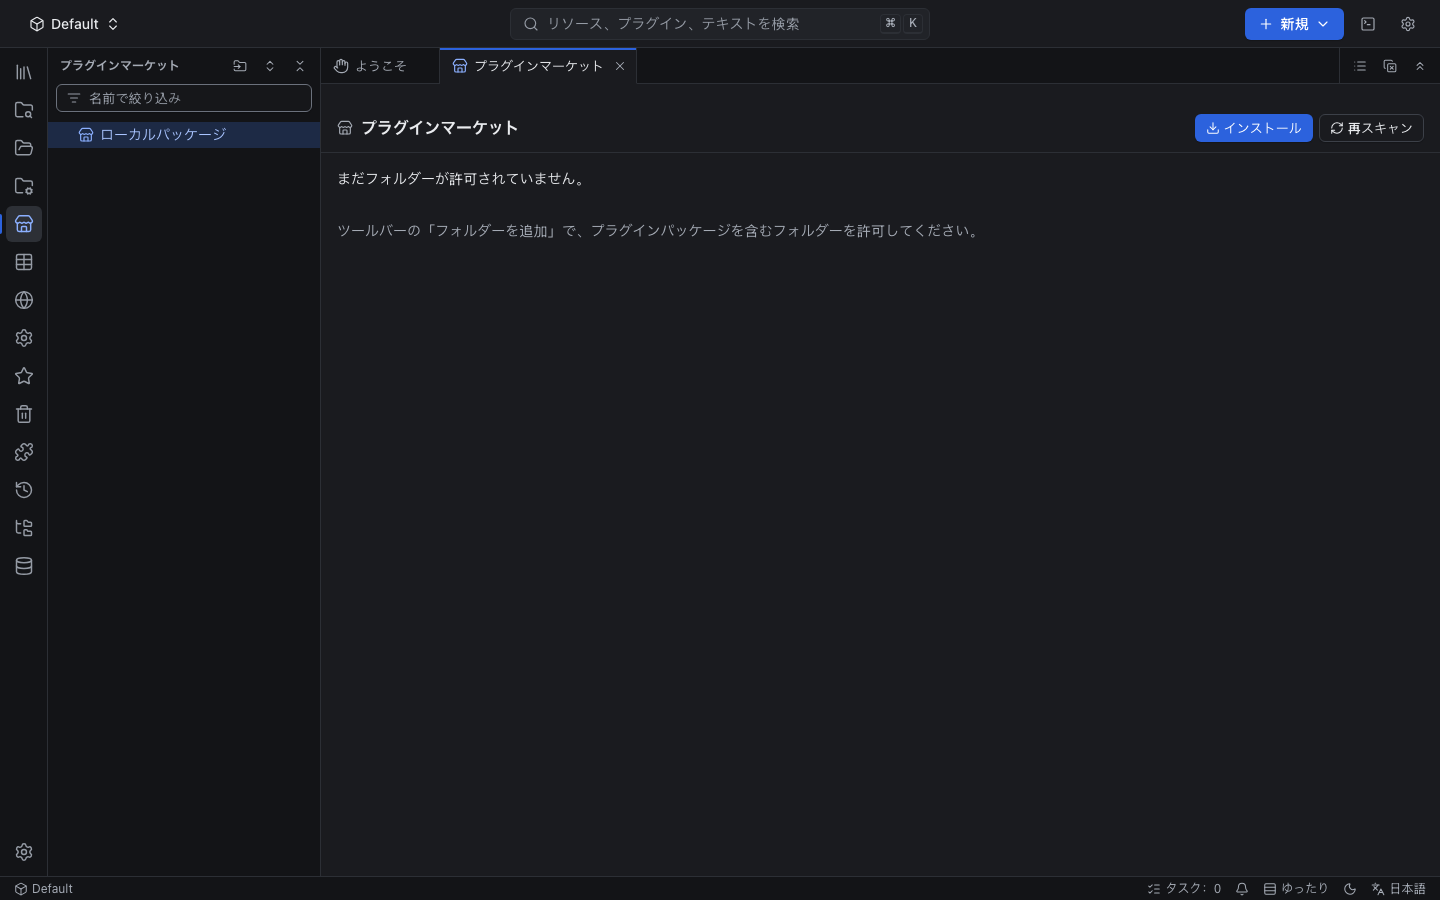 Default
リソース、プラグイン、テキストを検索
⌘ K
新規
プラグインマーケット
ようこそ
プラグインマーケット
名前で絞り込み
ローカルパッケージ
プラグインマーケット
インストール
再スキャン
まだフォルダーが許可されていません。
ツールバーの「フォルダーを追加」で、プラグインパッケージを含むフォルダーを許可してください。
Default
タスク: 0
ゆったり
日本語